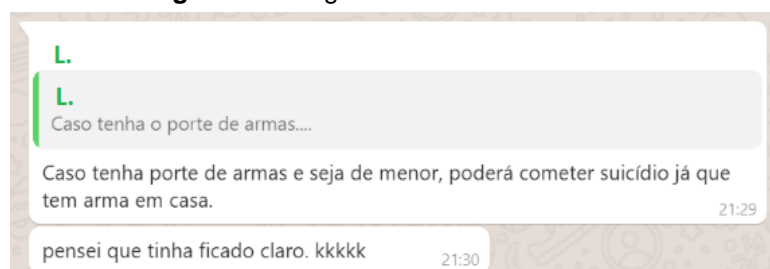 L.
L.
Caso tenha o porte de armas....
Caso tenha porte de armas e seja de menor, poderá cometer suicídio já que
tem arma em casa.
21:29
pensei que tinha ficado claro. kkkkk
21:30